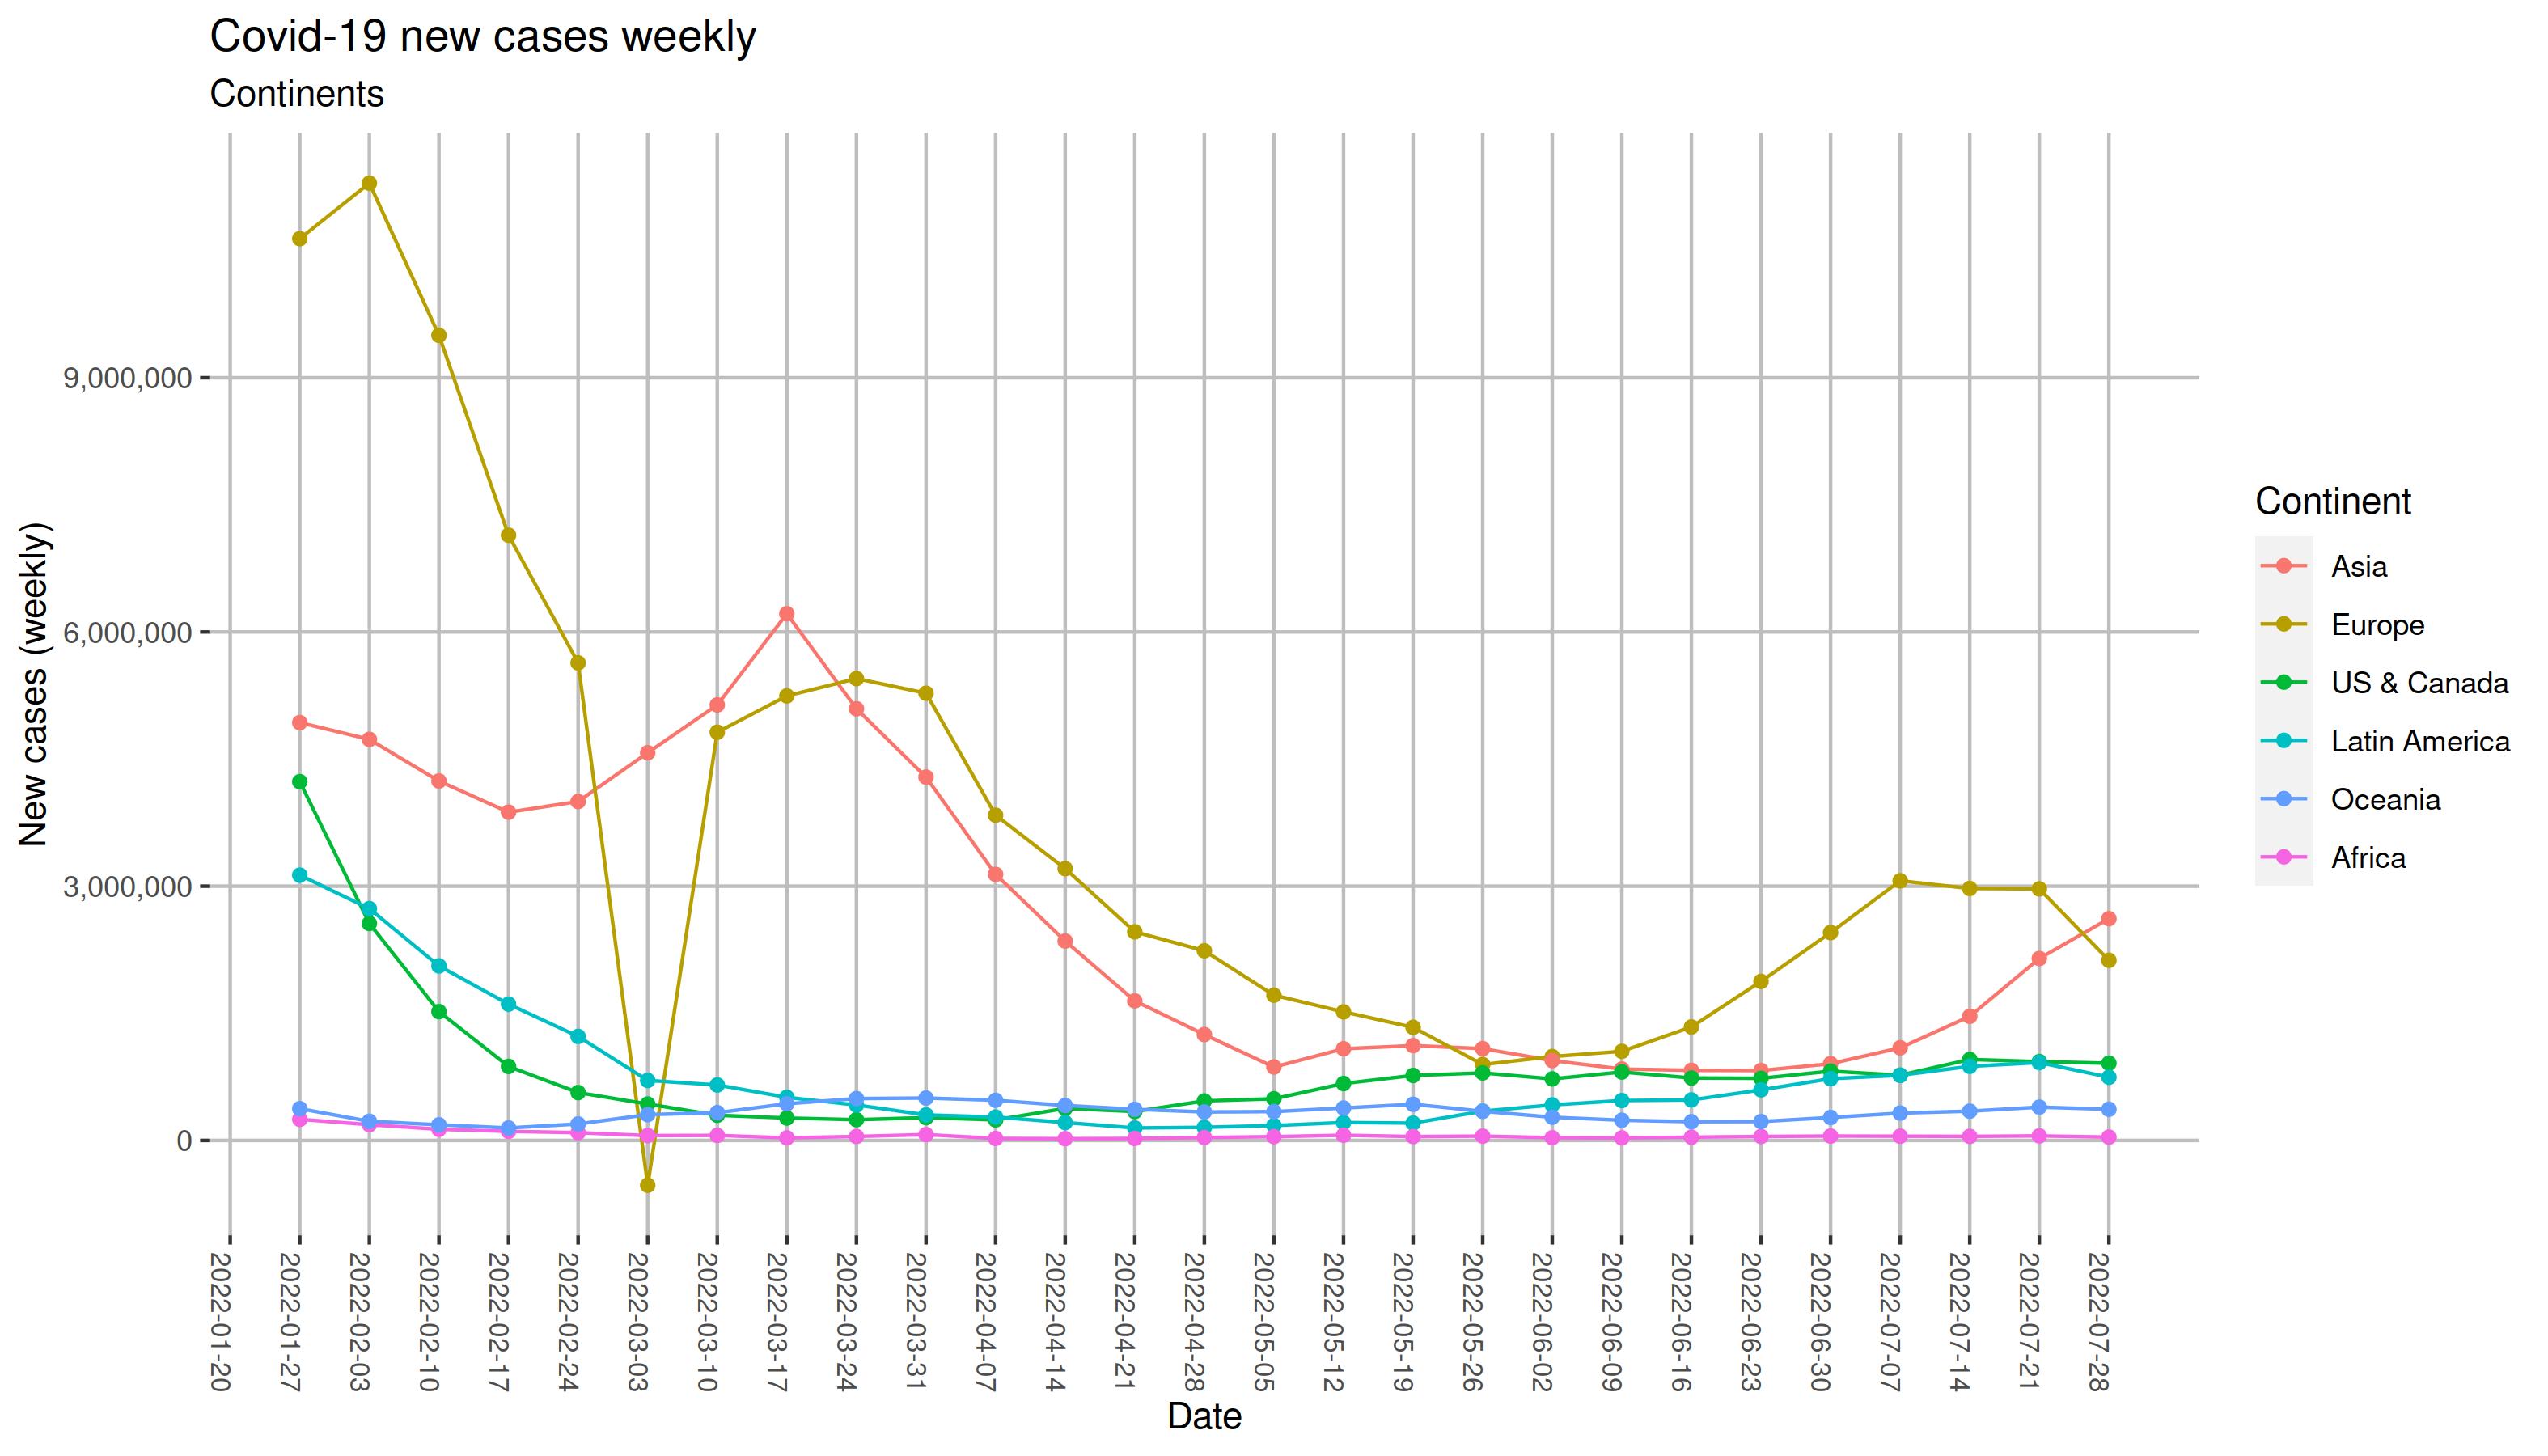 Covid-19 new cases weekly
Continents
New cases (weekly)
9,000,000
6,000,000
3,000,000
0
2022-01-20
2022-01-27
2022-02-03
2022-02-10
2022-02-17
2022-02-24
2022-03-03
2022-03-10
2022-03-17
2022-03-24
2022-03-31
2022-04-07
2022-04-14
2022-04-21
2022-04-28
2022-05-05
2022-05-12
2022-05-19
2022-05-26
2022-06-02
2022-06-09
2022-06-16
2022-06-23
2022-06-30
2022-07-07
2022-07-14
2022-07-21
2022-07-28
Date
Continent
Asia
Europe
US & Canada
Latin America
Oceania
Africa